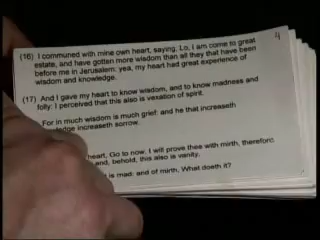 4
(16) I communed with mine own heart, saying, Lo, I am come to great
estate, and have gotten more wisdom than all they that have been
before me in Jerusalem: yea, my heart had great experience of
wisdom and knowledge.
(17) And I gave my heart to know wisdom, and to know madness and
folly: I perceived that this also is vexation of spirit.
For in much wisdom is much grief: and he that increaseth
increaseth sorrow.
heart, Go to now, I will prove thee with mirth, therefore
and, behold, this also is vanity.
is mad: and of mirth, What doeth it?